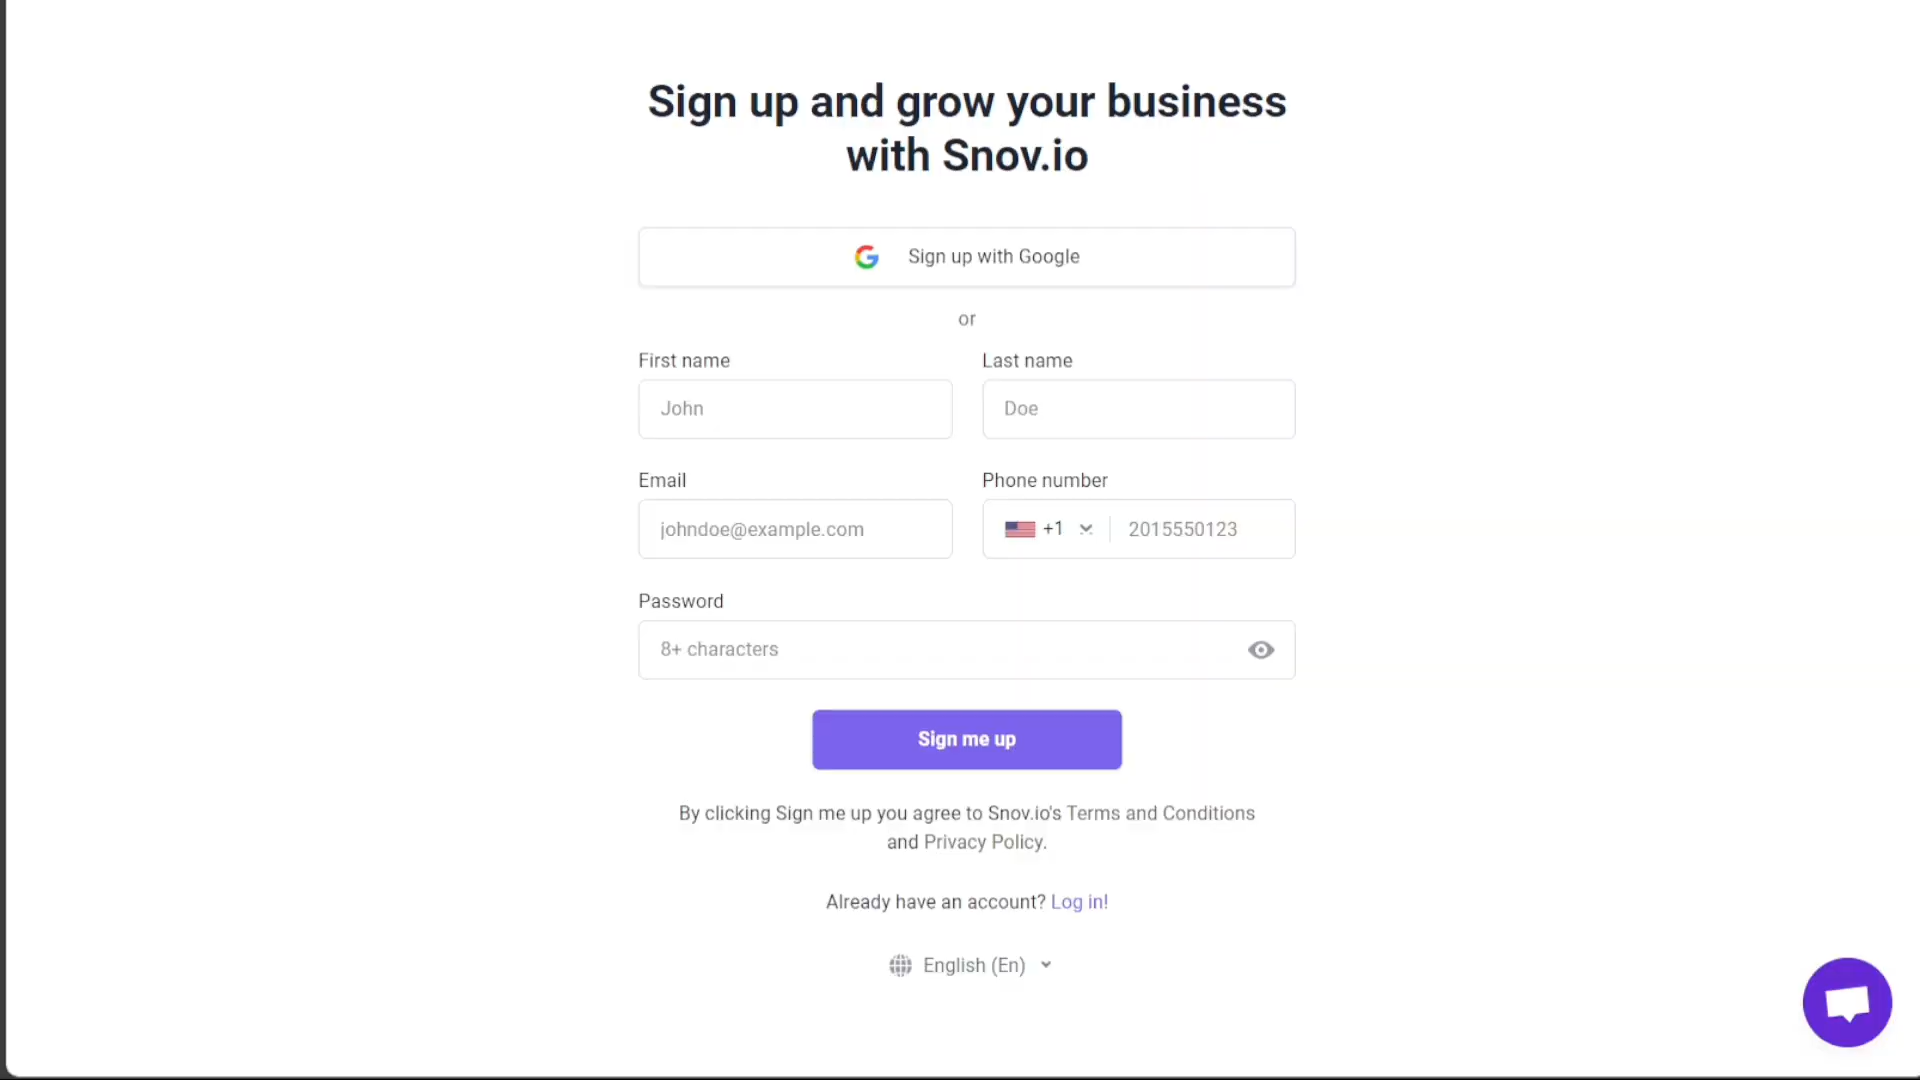 Sign up and grow your business
with Snov.io
Sign up with Google
or
First name
Last name
John
Doe
Email
Phone number
johndoe@example.com
+1
2015550123
Password
8+ characters
Sign me up
By clicking Sign me up you agree to Snov.io's Terms and Conditions
and Privacy Policy.
Already have an account? Log in!
English (En)